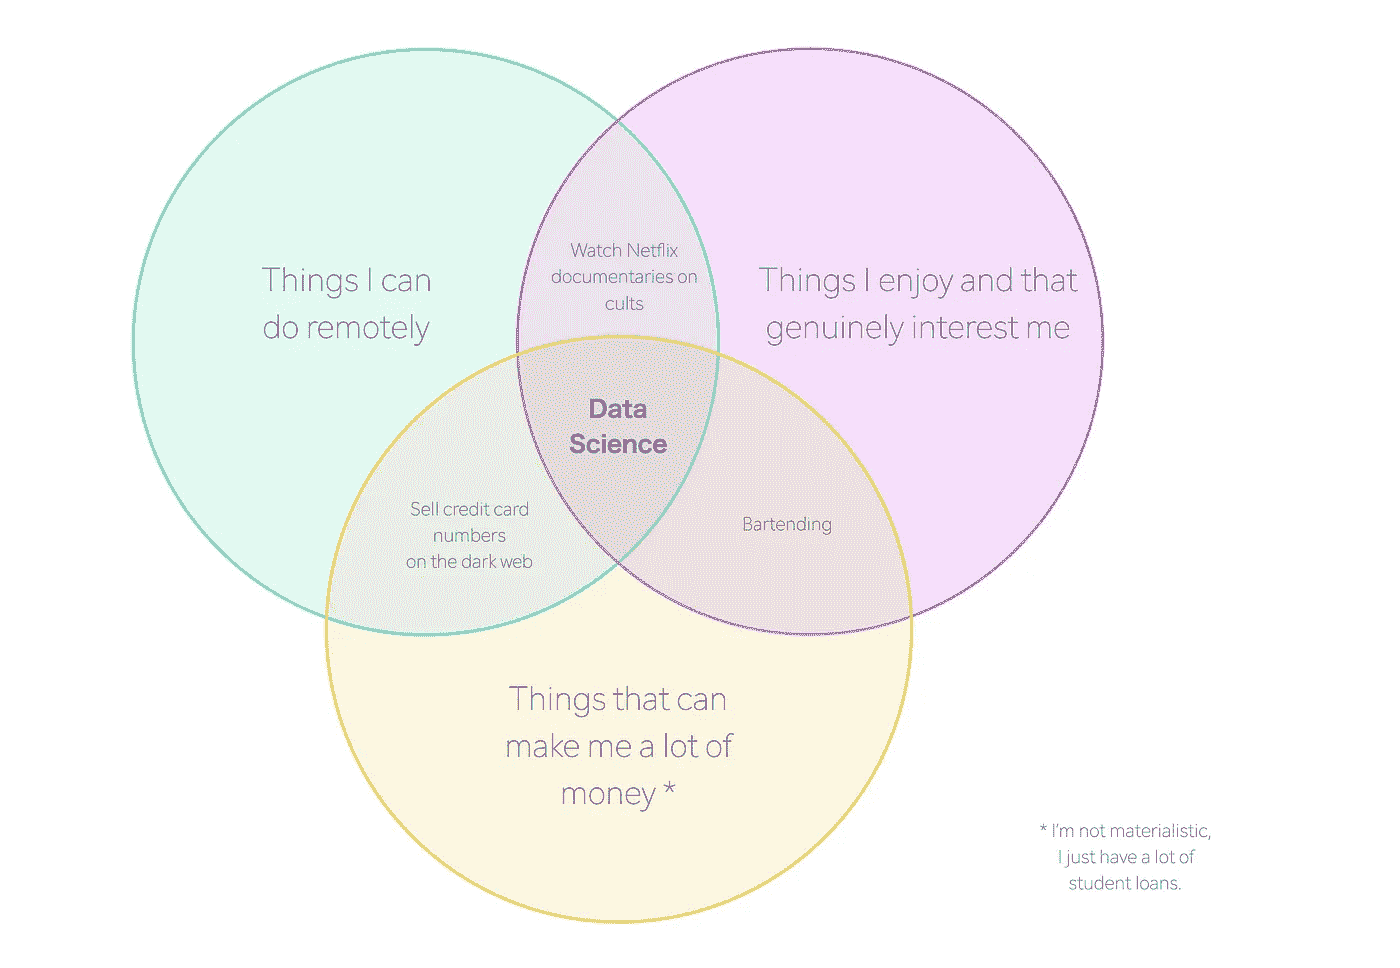 Watch Netflix
documentaries on
cults
Things I can
do remotely
Things I enjoy and that
genuinely interest me
Data
Science
Sell credit card
numbers
on the dark web
Bartending
Things that can
make me a lot of
money *
* I'm not materialistic,
I just have a lot of
student loans.